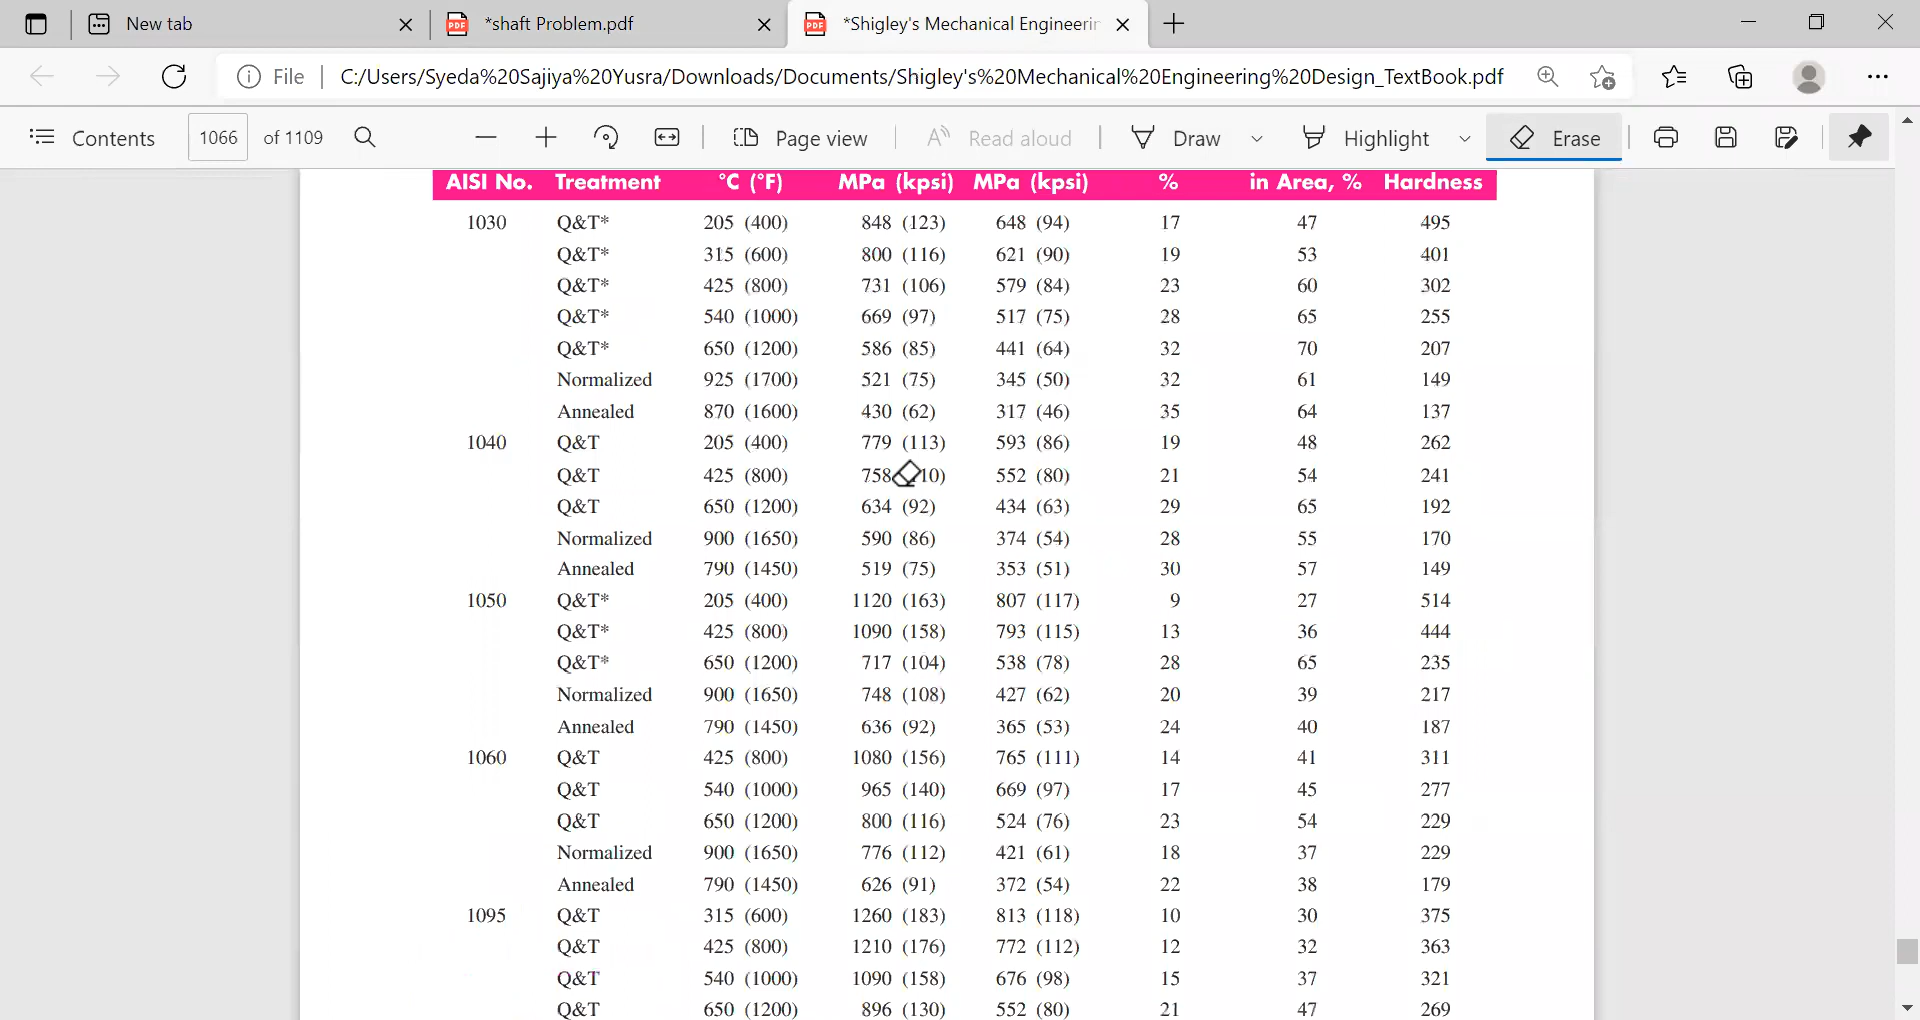 New tab
*shaft Problem.pdf
*Shigley's Mechanical Engineerin
File
C:/Users/Syeda%20Sajiya%20Yusra/Downloads/Documents/Shigley's%20Mechanical%20Engineering%20Design_TextBook.pdf
Contents 1066 of 1109 Page view Read aloud Draw Highlight Erase
AISI No. Treatment °C (°F) MPa (kpsi) MPa (kpsi) % in Area, % Hardness
1030 Q&T* 205 (400) 848 (123) 648 (94) 17 47 495
Q&T* 315 (600) 800 (116) 621 (90) 19 53 401
Q&T* 425 (800) 731 (106) 579 (84) 23 60 302
Q&T* 540 (1000) 669 (97) 517 (75) 28 65 255
Q&T* 650 (1200) 586 (85) 441 (64) 32 70 207
Normalized 925 (1700) 521 (75) 345 (50) 32 61 149
Annealed 870 (1600) 430 (62) 317 (46) 35 64 137
1040 Q&T 205 (400) 779 (113) 593 (86) 19 48 262
Q&T 425 (800) 758 10) 552 (80) 21 54 241
Q&T 650 (1200) 634 (92) 434 (63) 29 65 192
Normalized 900 (1650) 590 (86) 374 (54) 28 55 170
Annealed 790 (1450) 519 (75) 353 (51) 30 57 149
1050 Q&T* 205 (400) 1120 (163) 807 (117) 9 27 514
Q&T* 425 (800) 1090 (158) 793 (115) 13 36 444
Q&T* 650 (1200) 717 (104) 538 (78) 28 65 235
Normalized 900 (1650) 748 (108) 427 (62) 20 39 217
Annealed 790 (1450) 636 (92) 365 (53) 24 40 187
1060 Q&T 425 (800) 1080 (156) 765 (111) 14 41 311
Q&T 540 (1000) 965 (140) 669 (97) 17 45 277
Q&T 650 (1200) 800 (116) 524 (76) 23 54 229
Normalized 900 (1650) 776 (112) 421 (61) 18 37 229
Annealed 790 (1450) 626 (91) 372 (54) 22 38 179
1095 Q&T 315 (600) 1260 (183) 813 (118) 10 30 375
Q&T 425 (800) 1210 (176) 772 (112) 12 32 363
Q&T 540 (1000) 1090 (158) 676 (98) 15 37 321
Q&T 650 (1200) 896 (130) 552 (80) 21 47 269